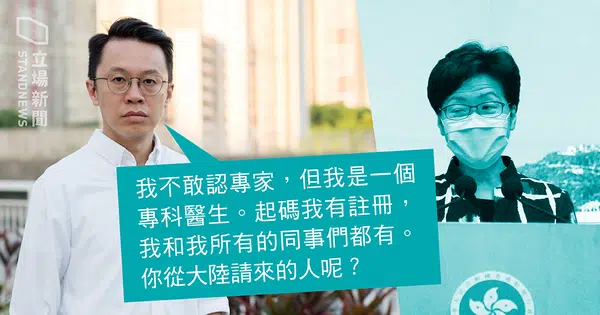 立場新聞
STANDNEWS
我不敢認專家，但我是一個
專科醫生。起碼我有註冊，
我和我所有的同事們都有。
你從大陸請來的人呢？